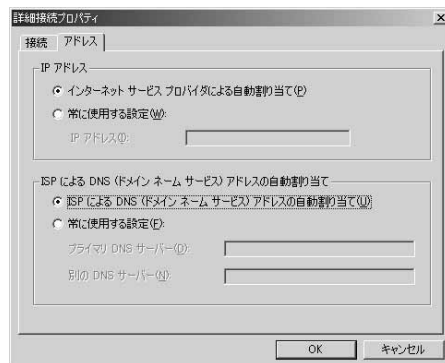 詳細接続プロパティ
接続 アドレス
IP アドレス
インターネット サービス プロバイダによる自動割り当て(P)
常に使用する設定(W):
IP アドレス(I):
ISP による DNS (ドメイン ネーム サービス) アドレスの自動割り当て
ISP による DNS (ドメイン ネーム サービス) アドレスの自動割り当て(U)
常に使用する設定(F):
プライマリ DNS サーバー(D):
別の DNS サーバー(N):
OK キャンセル